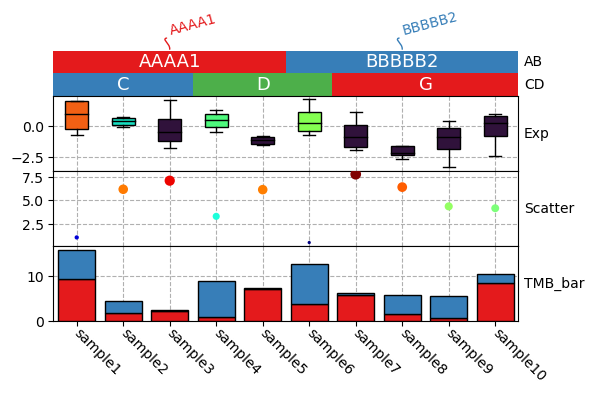 AAAA1 BBBBB2
AAAA1 BBBBB2 AB
C D G CD
0.0
−2.5
Exp
7.5
5.0
2.5
Scatter
10
0
TMB_bar
sample1 sample2 sample3 sample4 sample5 sample6 sample7 sample8 sample9 sample10